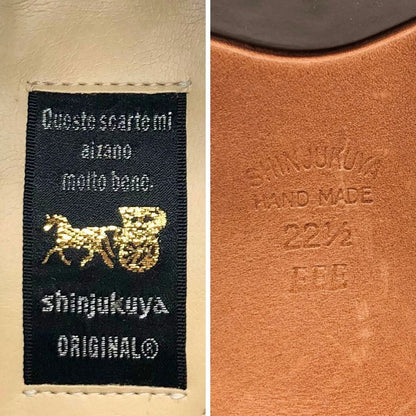 Queste scarte mi
aizano
molto bene.
shinjukuya
ORIGINAL®
SHINJUKUYA
HAND MADE
22½
EEE